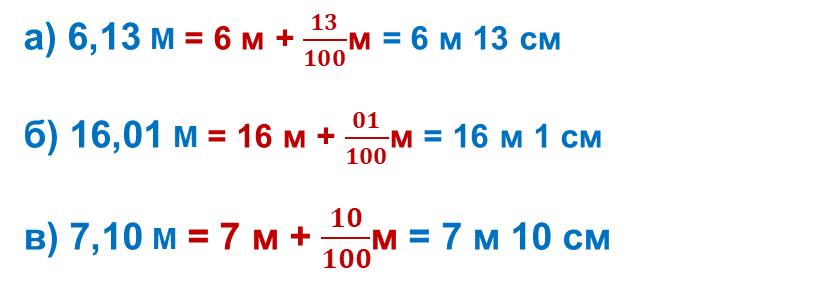 а) 6,13 м = 6 м + 13/100 м = 6 м 13 см
б) 16,01 м = 16 м + 01/100 м = 16 м 1 см
в) 7,10 м = 7 м + 10/100 м = 7 м 10 см